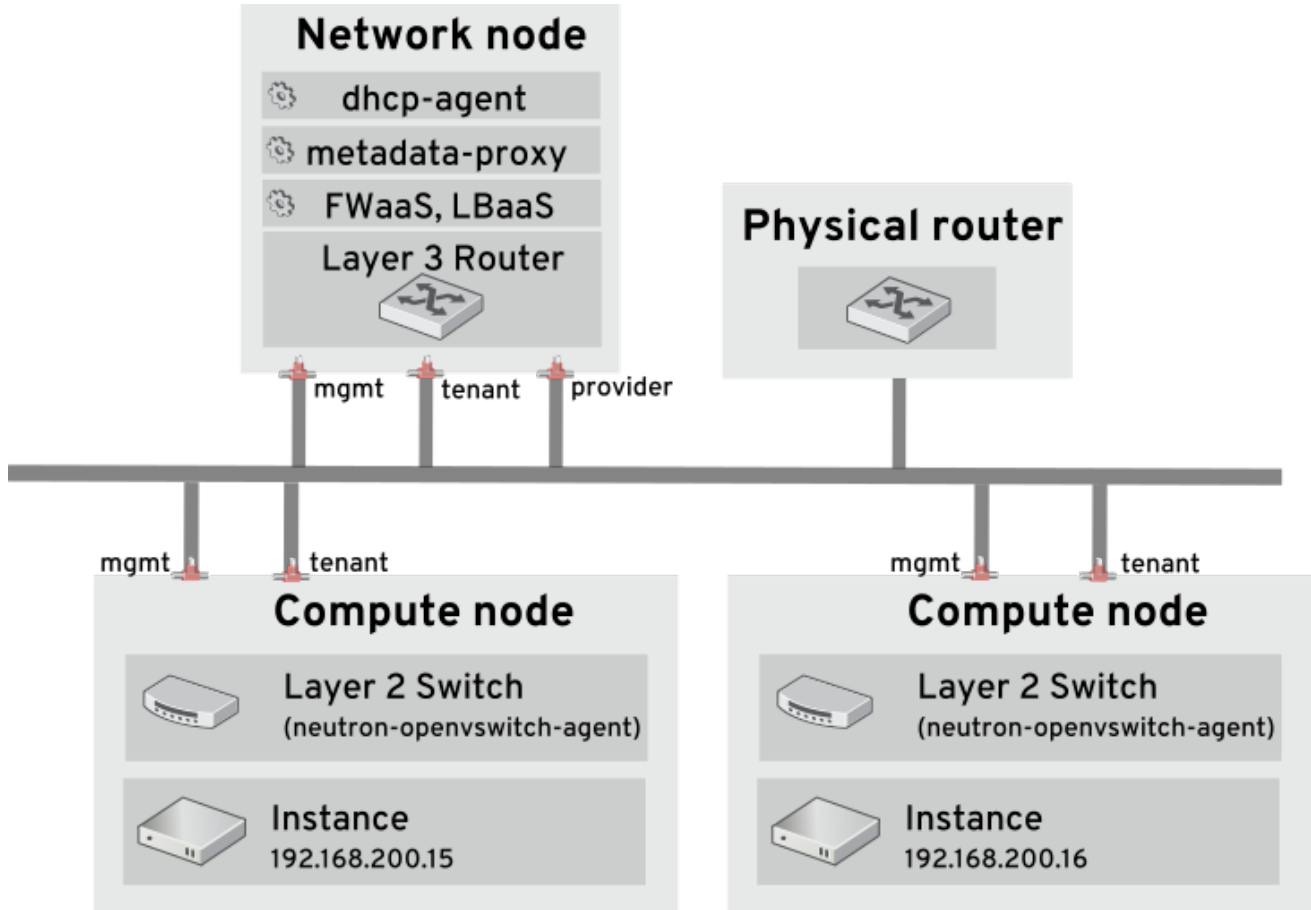 Network node
dhcp-agent
metadata-proxy
FWaaS, LBaaS
Layer 3 Router
Physical router
mgmt
tenant
provider
mgmt
tenant
Compute node
Layer 2 Switch
(neutron-openvswitch-agent)
Instance
192.168.200.15
mgmt
tenant
Compute node
Layer 2 Switch
(neutron-openvswitch-agent)
Instance
192.168.200.16